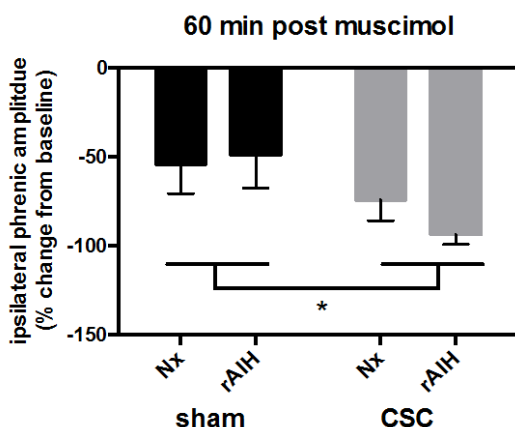 60 min post muscimol
ipsilateral phrenic amplitdue
(% change from baseline)
0
-50
-100
-150
*
Nx
rAIH
Nx
rAIH
sham
CSC